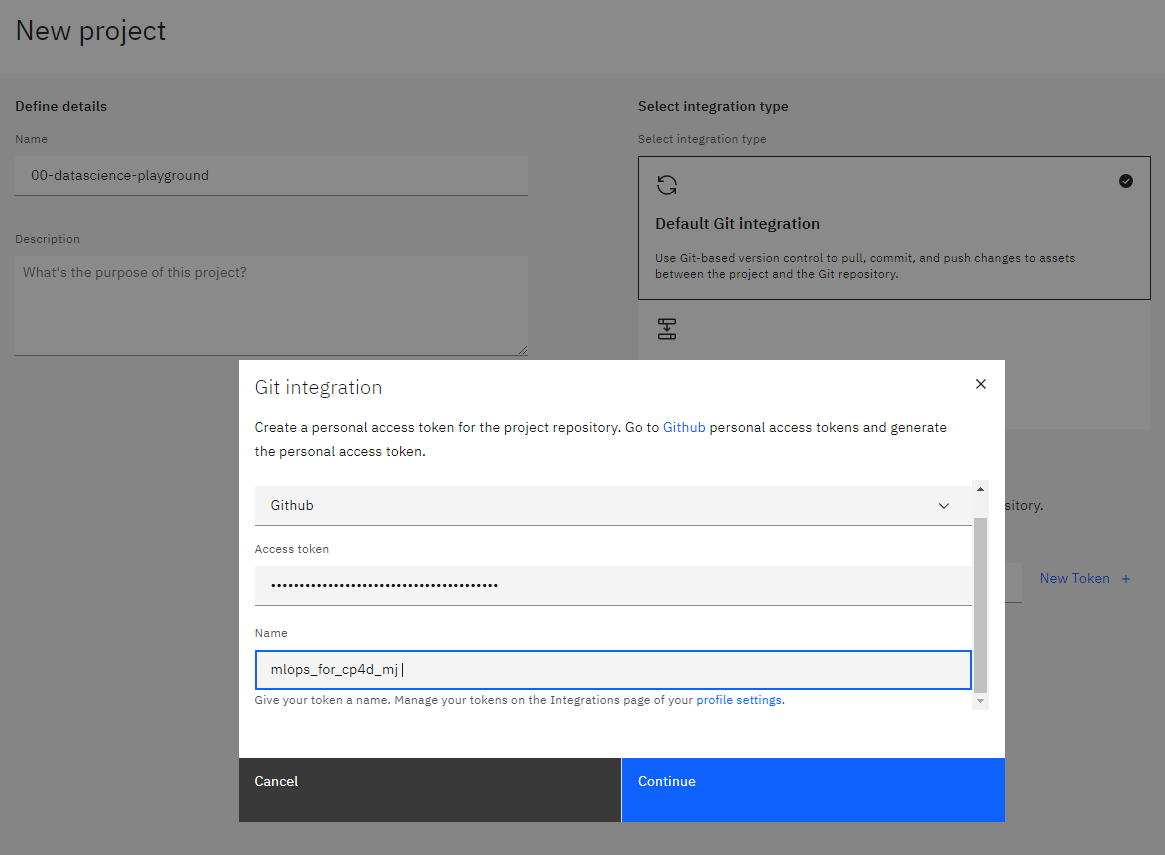 New project
Define details
Name
00-datascience-playground
Description
What's the purpose of this project?
Select integration type
Select integration type
Default Git integration
Use Git-based version control to pull, commit, and push changes to assets
between the project and the Git repository.
Git integration
Create a personal access token for the project repository. Go to Github personal access tokens and generate
the personal access token.
Github
Access token
••••••••••••••••••••••••••••••••••••••••
Name
mlops_for_cp4d_mj
Give your token a name. Manage your tokens on the Integrations page of your profile settings.
Cancel
Continue
sitory.
New Token +